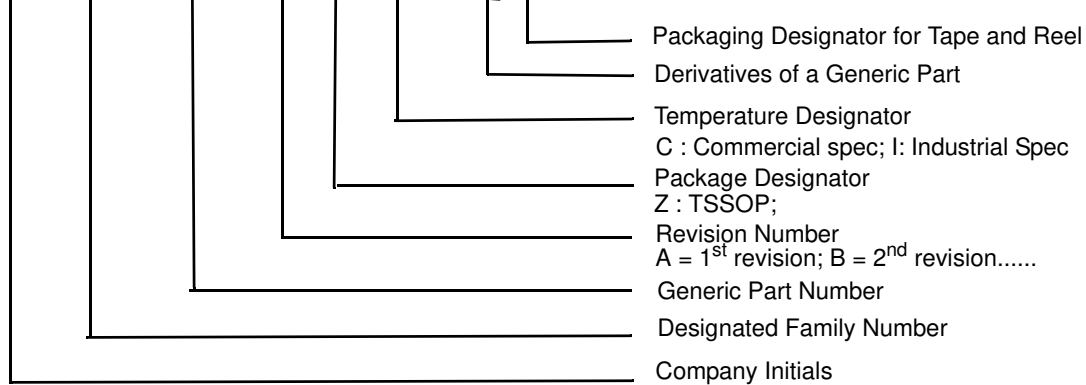 Packaging Designator for Tape and Reel
Derivatives of a Generic Part
Temperature Designator
C : Commercial spec; I: Industrial Spec
Package Designator
Z : TSSOP;
Revision Number
A = 1st revision; B = 2nd revision......
Generic Part Number
Designated Family Number
Company Initials